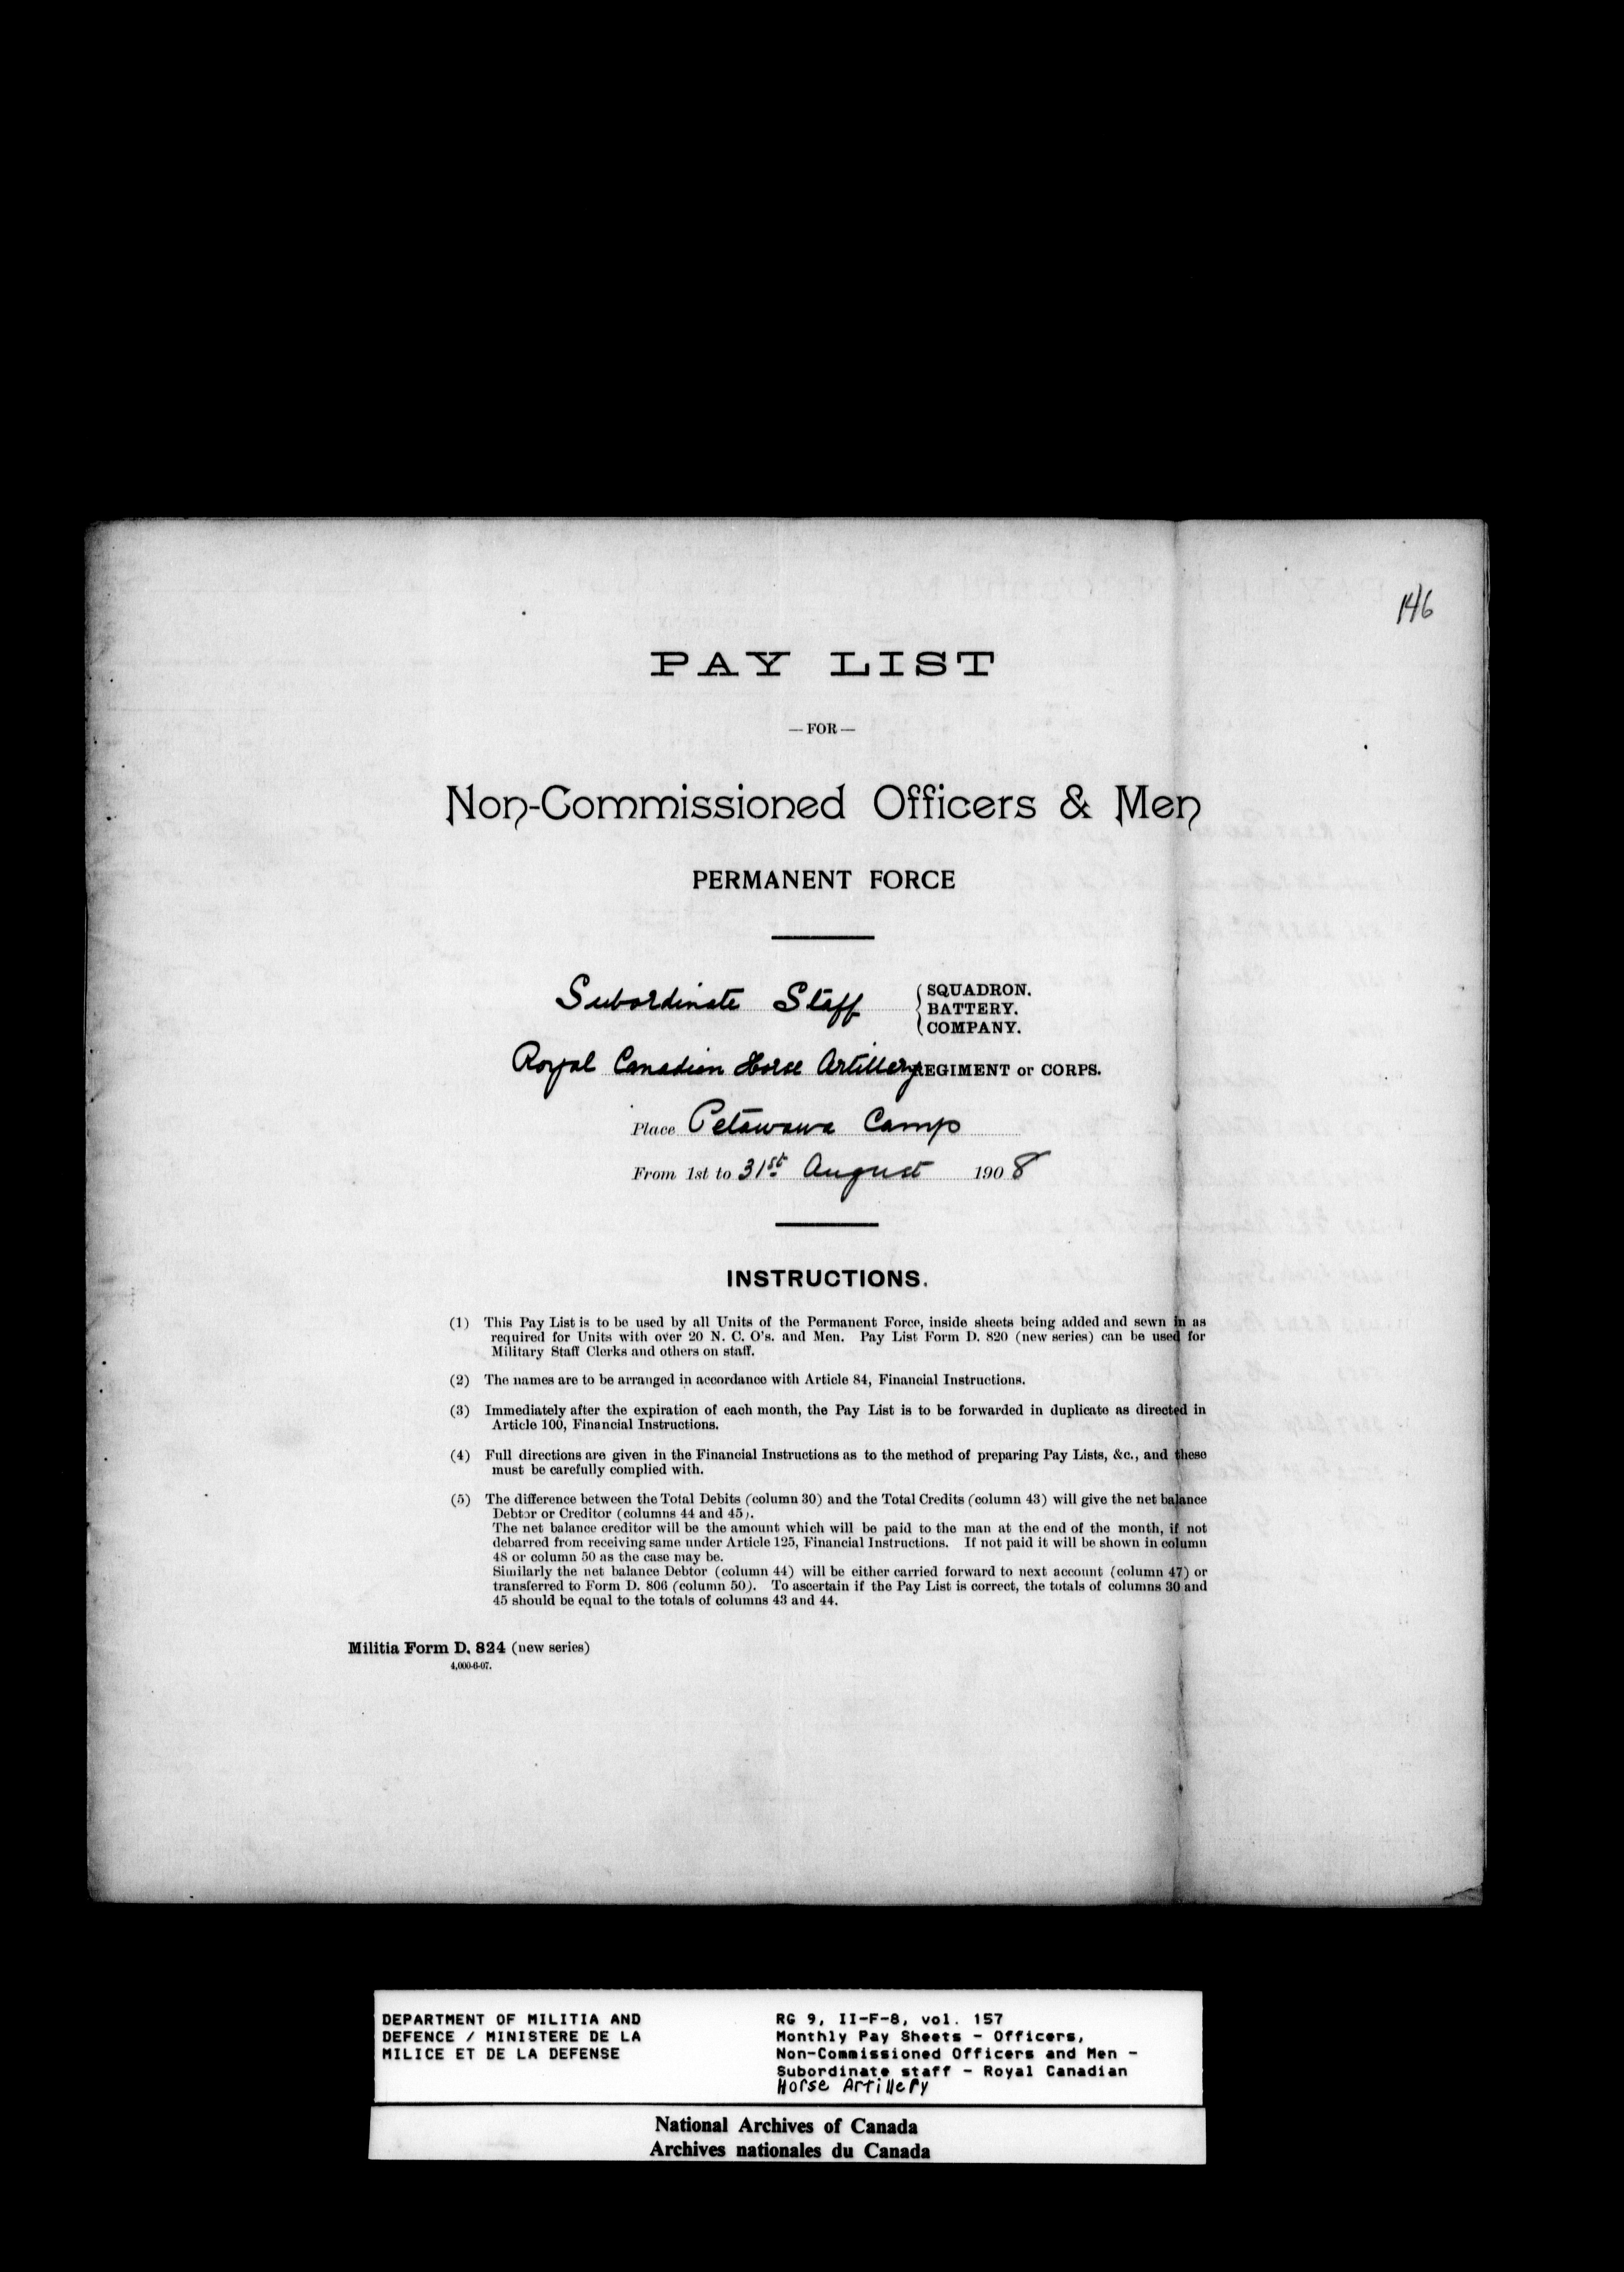 146
PAY LIST
— FOR —
Non-Commissioned Officers & Men
PERMANENT FORCE
Subordinate Staff { SQUADRON. BATTERY. COMPANY.
Royal Canadian Horse Artillery REGIMENT or CORPS.
Place Petawawa Camp
From 1st to 31st August 1908
INSTRUCTIONS.
(1) This Pay List is to be used by all Units of the Permanent Force, inside sheets being added and sewn in as
required for Units with over 20 N. C. O's. and Men. Pay List Form D. 820 (new series) can be used for
Military Staff Clerks and others on staff.
(2) The names are to be arranged in accordance with Article 84, Financial Instructions.
(3) Immediately after the expiration of each month, the Pay List is to be forwarded in duplicate as directed in
Article 100, Financial Instructions.
(4) Full directions are given in the Financial Instructions as to the method of preparing Pay Lists, &c., and these
must be carefully complied with.
(5) The difference between the Total Debits (column 30) and the Total Credits (column 43) will give the net balance
Debtor or Creditor (columns 44 and 45).
The net balance creditor will be the amount which will be paid to the man at the end of the month, if not
debarred from receiving same under Article 125, Financial Instructions. If not paid it will be shown in column
48 or column 50 as the case may be.
Similarly the net balance Debtor (column 44) will be either carried forward to next account (column 47) or
transferred to Form D. 806 (column 50). To ascertain if the Pay List is correct, the totals of columns 30 and
45 should be equal to the totals of columns 43 and 44.
Militia Form D. 824 (new series)
4,000-6-07.
DEPARTMENT OF MILITIA AND
DEFENCE / MINISTERE DE LA
MILICE ET DE LA DEFENSE
RG 9, II-F-8, vol. 157
Monthly Pay Sheets - Officers,
Non-Commissioned Officers and Men -
Subordinate staff - Royal Canadian
Horse Artillery
National Archives of Canada
Archives nationales du Canada